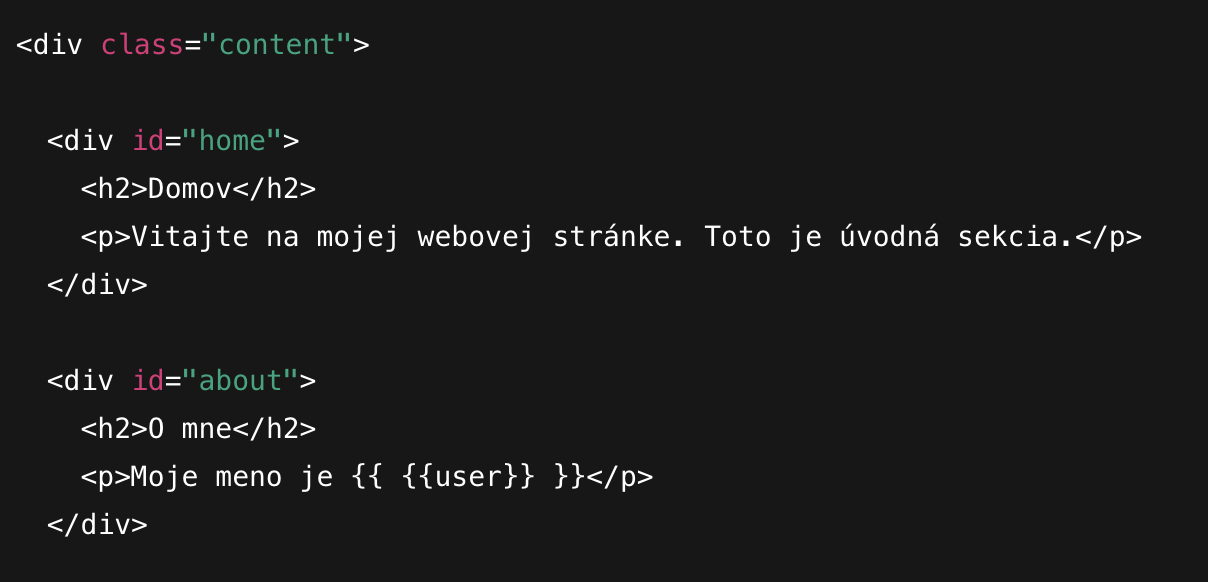 <div class="content">
<div id="home">
<h2>Domov</h2>
<p>Vitajte na mojej webovej stránke. Toto je úvodná sekcia.</p>
</div>
<div id="about">
<h2>O mne</h2>
<p>Moje meno je {{ {{user}} }}</p>
</div>